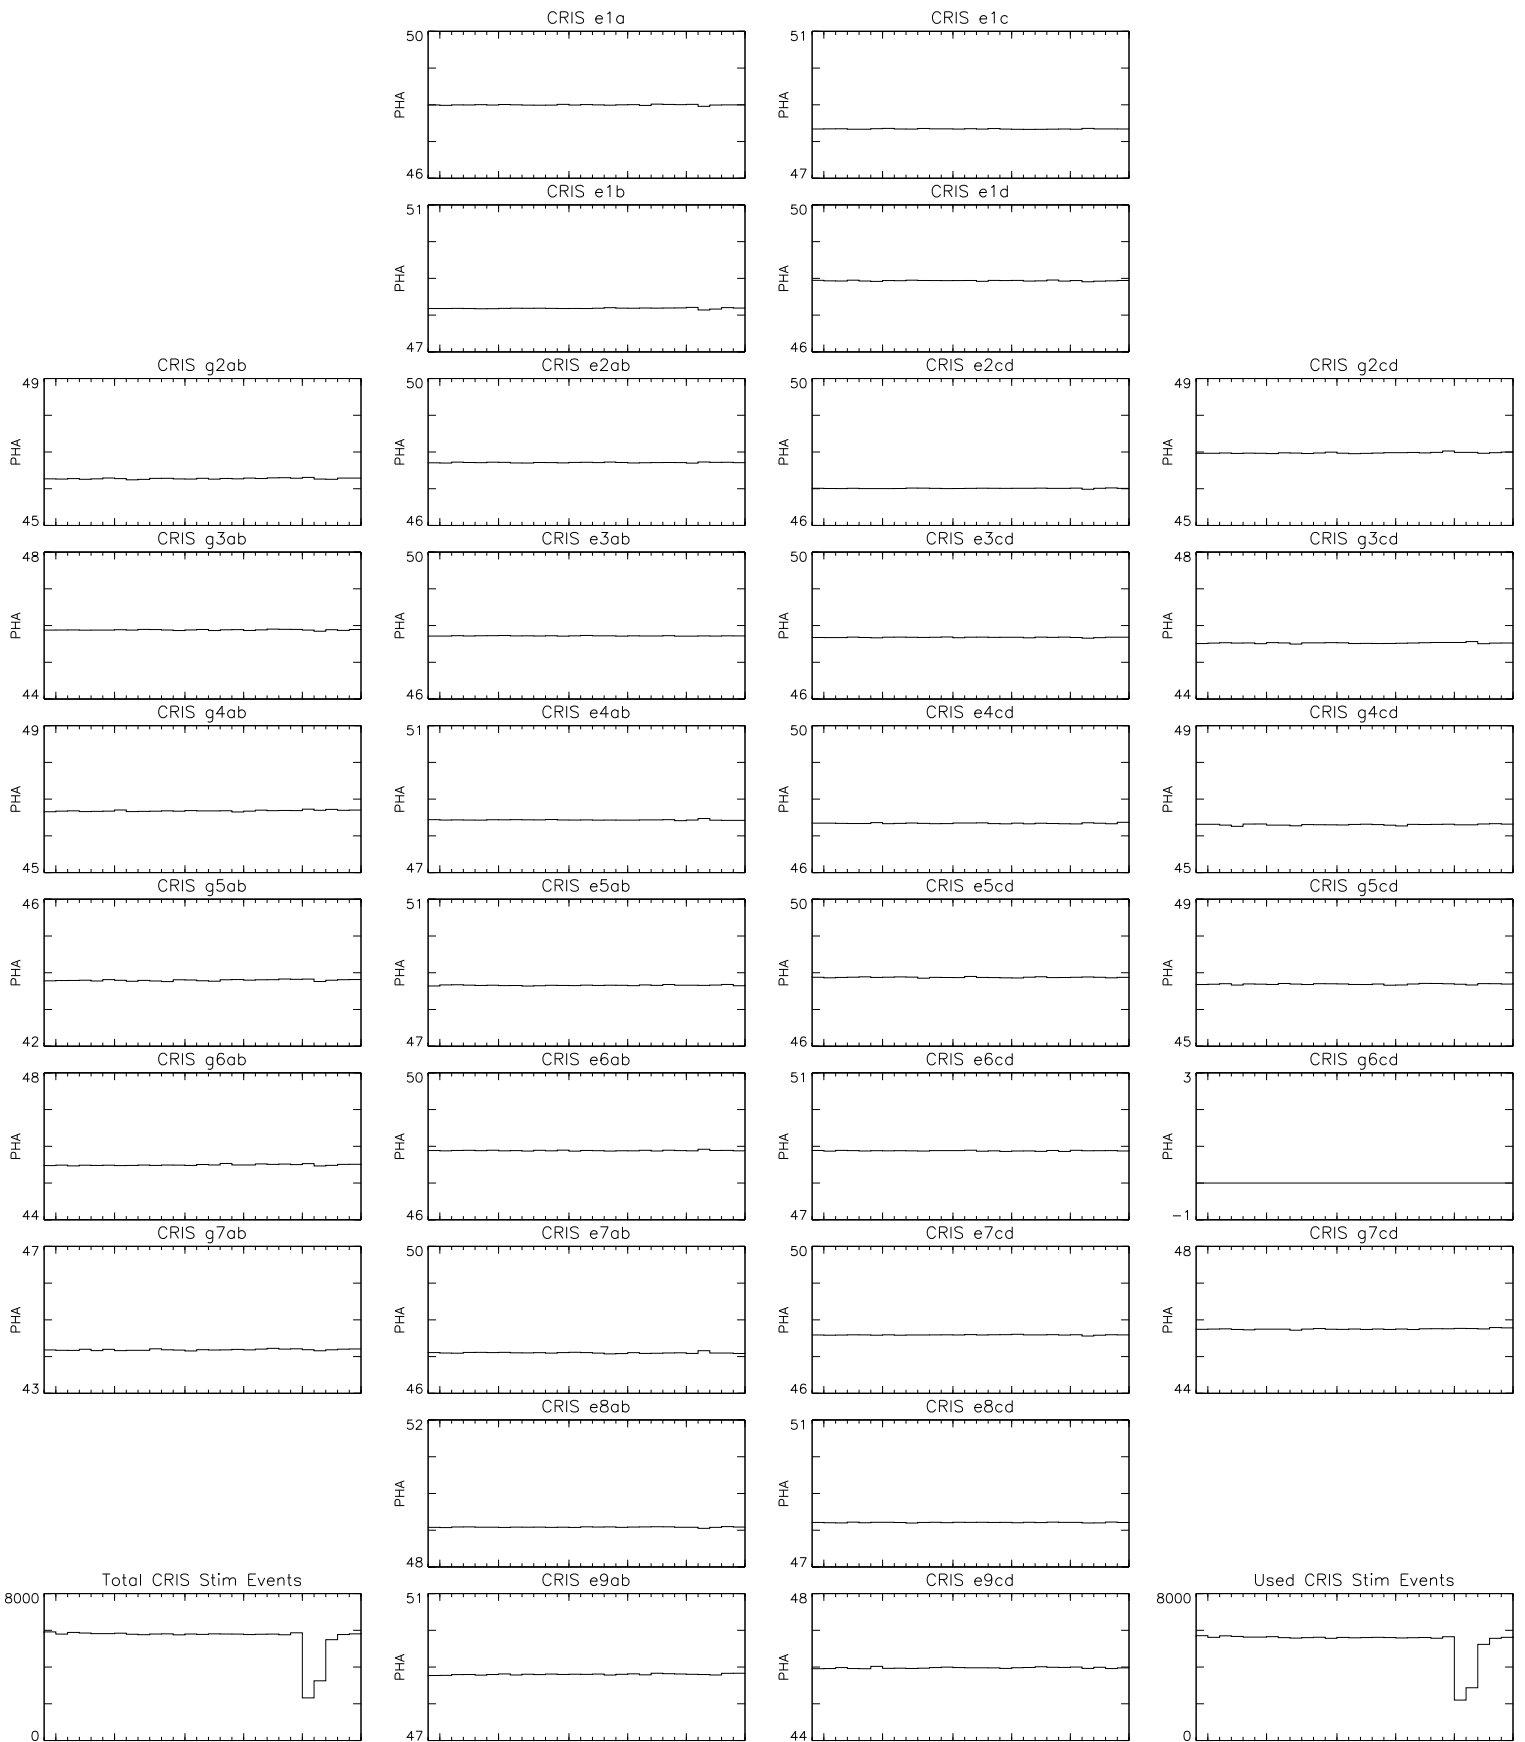 CRIS e1a
CRIS e1c
50
PHA
46
51
PHA
47
CRIS e1b
CRIS e1d
51
PHA
47
50
PHA
46
CRIS g2ab
CRIS e2ab
CRIS e2cd
CRIS g2cd
49
PHA
45
50
PHA
46
50
PHA
46
49
PHA
45
CRIS g3ab
CRIS e3ab
CRIS e3cd
CRIS g3cd
48
PHA
44
50
PHA
46
50
PHA
46
48
PHA
44
CRIS g4ab
CRIS e4ab
CRIS e4cd
CRIS g4cd
49
PHA
45
51
PHA
47
50
PHA
46
49
PHA
45
CRIS g5ab
CRIS e5ab
CRIS e5cd
CRIS g5cd
46
PHA
42
51
PHA
47
50
PHA
46
49
PHA
45
CRIS g6ab
CRIS e6ab
CRIS e6cd
CRIS g6cd
48
PHA
44
50
PHA
46
51
PHA
47
3
PHA
-1
CRIS g7ab
CRIS e7ab
CRIS e7cd
CRIS g7cd
47
PHA
43
50
PHA
46
50
PHA
46
48
PHA
44
CRIS e8ab
CRIS e8cd
52
PHA
48
51
PHA
47
Total CRIS Stim Events
CRIS e9ab
CRIS e9cd
Used CRIS Stim Events
8000
0
51
PHA
47
48
PHA
44
8000
0